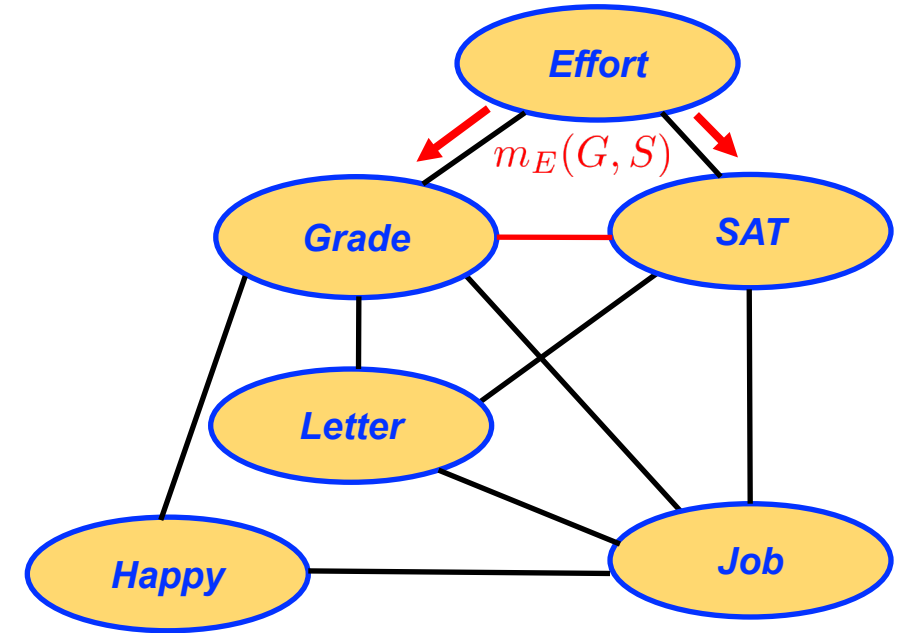 Effort
m_E(G, S)
Grade
SAT
Letter
Happy
Job